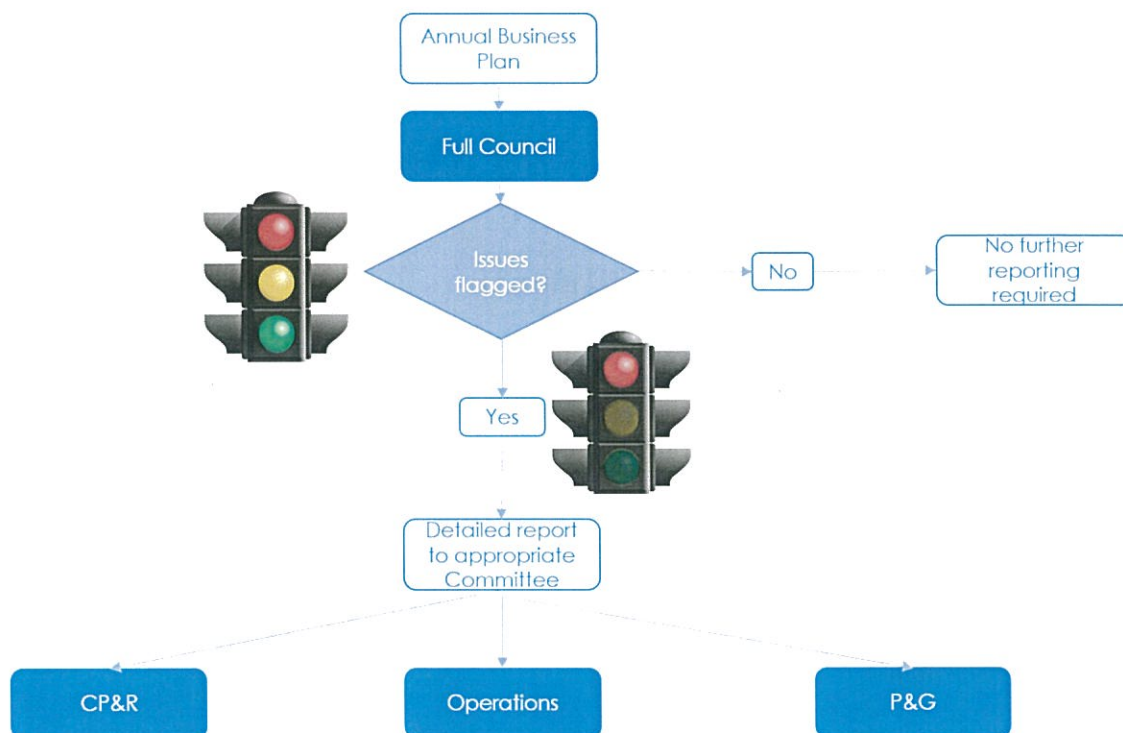 Annual Business
Plan
Full Council
Issues
flagged?
No
No further
reporting
required
Yes
Detailed report
to appropriate
Committee
CP&R
Operations
P&G